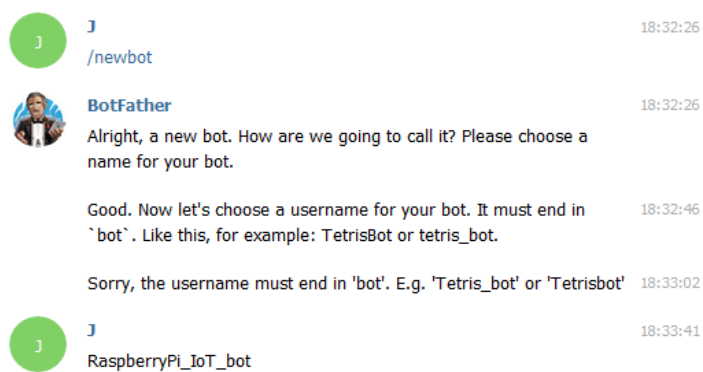 J
J 18:32:26
/newbot
BotFather 18:32:26
Alright, a new bot. How are we going to call it? Please choose a
name for your bot.
Good. Now let's choose a username for your bot. It must end in 18:32:46
`bot`. Like this, for example: TetrisBot or tetris_bot.
Sorry, the username must end in 'bot'. E.g. 'Tetris_bot' or 'Tetrisbot' 18:33:02
J
J 18:33:41
RaspberryPi_IoT_bot